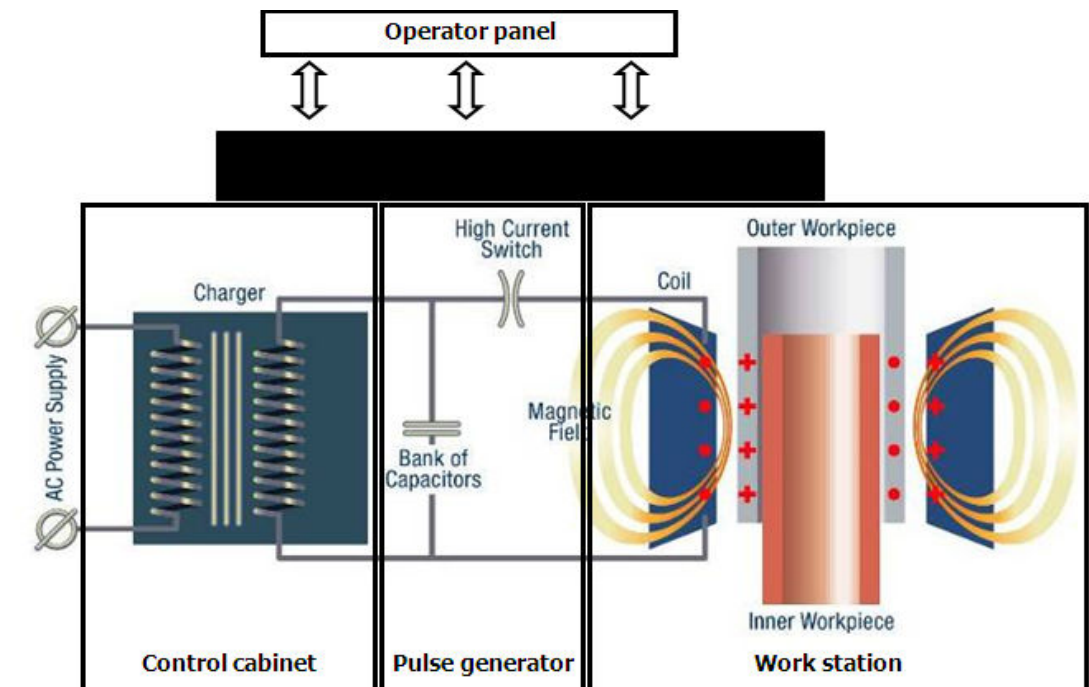 Operator panel
High Current
Switch
Outer Workpiece
Charger
Coil
AC Power Supply
Magnetic
Field
Bank of
Capacitors
Inner Workpiece
Control cabinet
Pulse generator
Work station